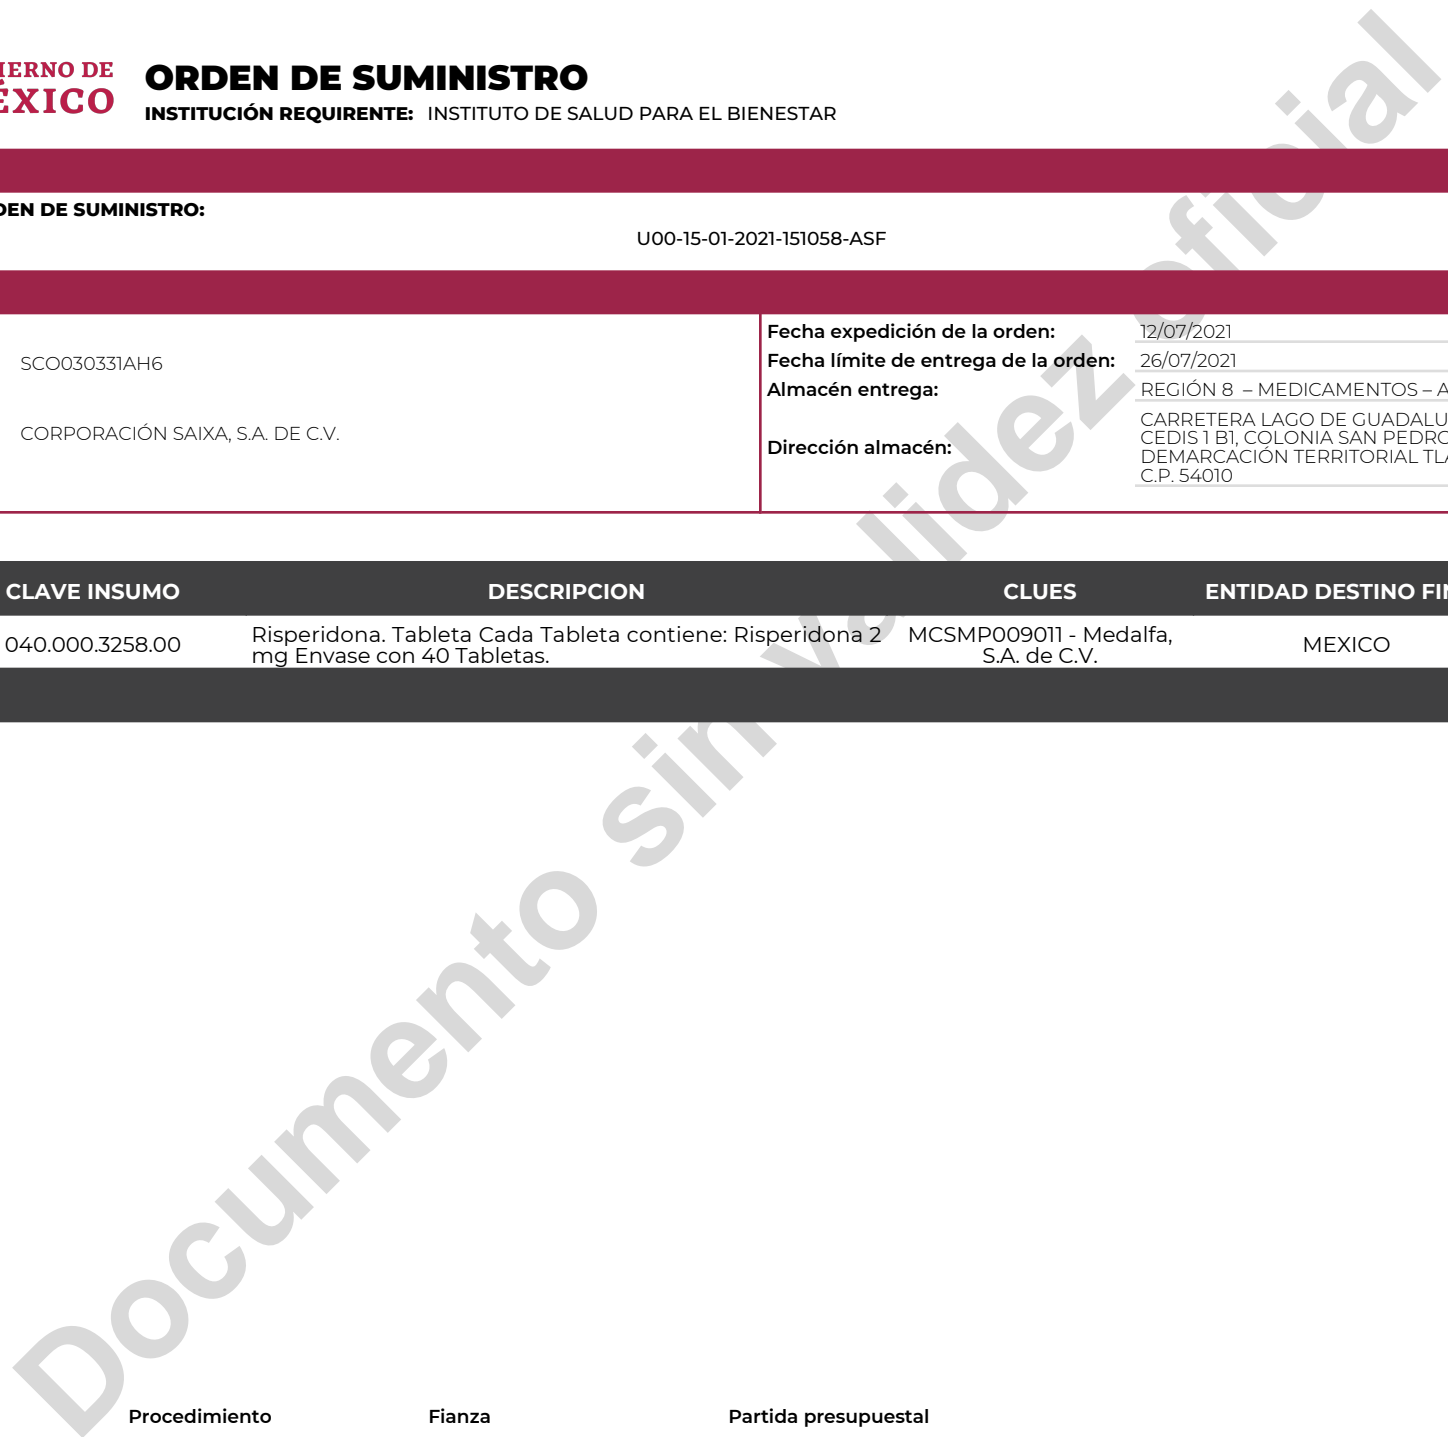 IERNO DE
ÉXICO
ORDEN DE SUMINISTRO
INSTITUCIÓN REQUIRENTE: INSTITUTO DE SALUD PARA EL BIENESTAR
DEN DE SUMINISTRO:
U00-15-01-2021-151058-ASF
SCO030331AH6
CORPORACIÓN SAIXA, S.A. DE C.V.
Fecha expedición de la orden: 12/07/2021
Fecha límite de entrega de la orden: 26/07/2021
Almacén entrega: REGIÓN 8 – MEDICAMENTOS – A
Dirección almacén:
CARRETERA LAGO DE GUADALU
CEDIS 1 B1, COLONIA SAN PEDRO
DEMARCACIÓN TERRITORIAL TLA
C.P. 54010
CLAVE INSUMO DESCRIPCION CLUES ENTIDAD DESTINO FIN
040.000.3258.00
Risperidona. Tableta Cada Tableta contiene: Risperidona 2
mg Envase con 40 Tabletas.
MCSMP009011 - Medalfa,
S.A. de C.V.
MEXICO
Documento sin validez oficial
Procedimiento Fianza Partida presupuestal